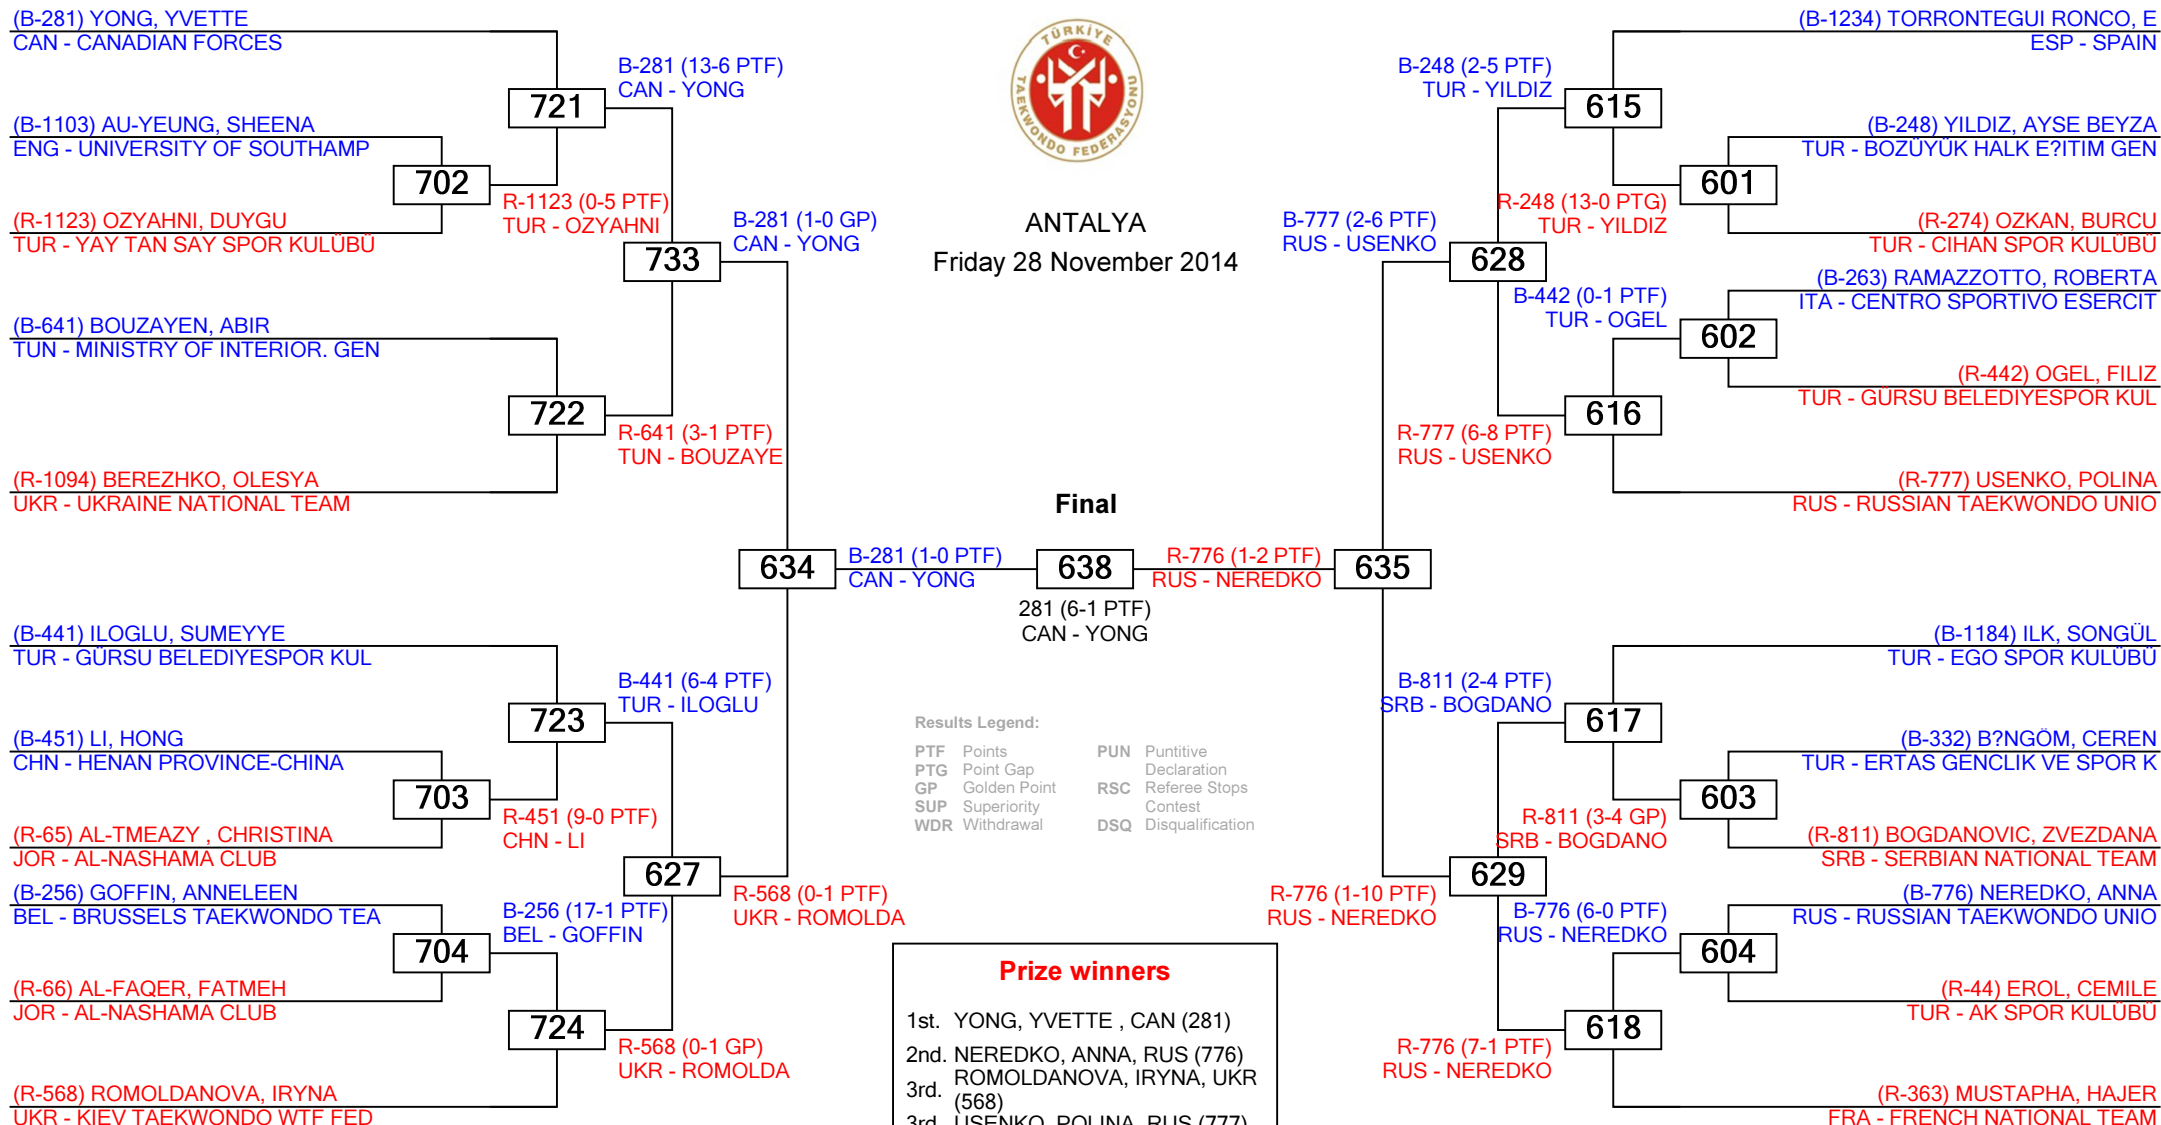 (B-281) YONG, YVETTE
CAN - CANADIAN FORCES
721
B-281 (13-6 PTF)
CAN - YONG
(B-1103) AU-YEUNG, SHEENA
ENG - UNIVERSITY OF SOUTHAMP
702
(R-1123) OZYAHNI, DUYGU
TUR - YAY TAN SAY SPOR KULÜBÜ
R-1123 (0-5 PTF)
TUR - OZYAHNI
733
B-281 (1-0 GP)
CAN - YONG
(B-641) BOUZAYEN, ABIR
TUN - MINISTRY OF INTERIOR. GEN
722
R-641 (3-1 PTF)
TUN - BOUZAYE
(R-1094) BEREZHKO, OLESYA
UKR - UKRAINE NATIONAL TEAM
634
B-281 (1-0 PTF)
CAN - YONG
(B-441) ILOGLU, SUMEYYE
TUR - GÜRSU BELEDIYESPOR KUL
723
B-441 (6-4 PTF)
TUR - ILOGLU
(B-451) LI, HONG
CHN - HENAN PROVINCE-CHINA
703
(R-65) AL-TMEAZY , CHRISTINA
JOR - AL-NASHAMA CLUB
R-451 (9-0 PTF)
CHN - LI
627
R-568 (0-1 PTF)
UKR - ROMOLDA
(B-256) GOFFIN, ANNELEEN
BEL - BRUSSELS TAEKWONDO TEA
704
B-256 (17-1 PTF)
BEL - GOFFIN
(R-66) AL-FAQER, FATMEH
JOR - AL-NASHAMA CLUB
724
R-568 (0-1 GP)
UKR - ROMOLDA
(R-568) ROMOLDANOVA, IRYNA
UKR - KIEV TAEKWONDO WTF FED
TÜRKİYE
TAEKWONDO FEDERASYONU
ANTALYA
Friday 28 November 2014
Final
638
281 (6-1 PTF)
CAN - YONG
Results Legend:
PTF Points
PTG Point Gap
GP Golden Point
SUP Superiority
WDR Withdrawal
PUN Puntitive
Declaration
RSC Referee Stops
Contest
DSQ Disqualification
Prize winners
1st. YONG, YVETTE , CAN (281)
2nd. NEREDKO, ANNA, RUS (776)
3rd. ROMOLDANOVA, IRYNA, UKR
(568)
3rd. USENKO, POLINA, RUS (777)
(B-1234) TORRONTEGUI RONCO, E
ESP - SPAIN
B-248 (2-5 PTF)
TUR - YILDIZ
615
(B-248) YILDIZ, AYSE BEYZA
TUR - BOZÜYÜK HALK E?ITIM GEN
601
R-248 (13-0 PTG)
TUR - YILDIZ
(R-274) OZKAN, BURCU
TUR - CIHAN SPOR KULÜBÜ
B-777 (2-6 PTF)
RUS - USENKO
628
(B-263) RAMAZZOTTO, ROBERTA
ITA - CENTRO SPORTIVO ESERCIT
B-442 (0-1 PTF)
TUR - OGEL
602
(R-442) OGEL, FILIZ
TUR - GÜRSU BELEDIYESPOR KUL
616
R-777 (6-8 PTF)
RUS - USENKO
(R-777) USENKO, POLINA
RUS - RUSSIAN TAEKWONDO UNIO
R-776 (1-2 PTF)
RUS - NEREDKO
635
(B-1184) ILK, SONGÜL
TUR - EGO SPOR KULÜBÜ
B-811 (2-4 PTF)
SRB - BOGDANO
617
(B-332) B?NGÖM, CEREN
TUR - ERTAS GENCLIK VE SPOR K
603
R-811 (3-4 GP)
SRB - BOGDANO
(R-811) BOGDANOVIC, ZVEZDANA
SRB - SERBIAN NATIONAL TEAM
R-776 (1-10 PTF)
RUS - NEREDKO
629
(B-776) NEREDKO, ANNA
RUS - RUSSIAN TAEKWONDO UNIO
B-776 (6-0 PTF)
RUS - NEREDKO
604
(R-44) EROL, CEMILE
TUR - AK SPOR KULÜBÜ
618
R-776 (7-1 PTF)
RUS - NEREDKO
(R-363) MUSTAPHA, HAJER
FRA - FRENCH NATIONAL TEAM